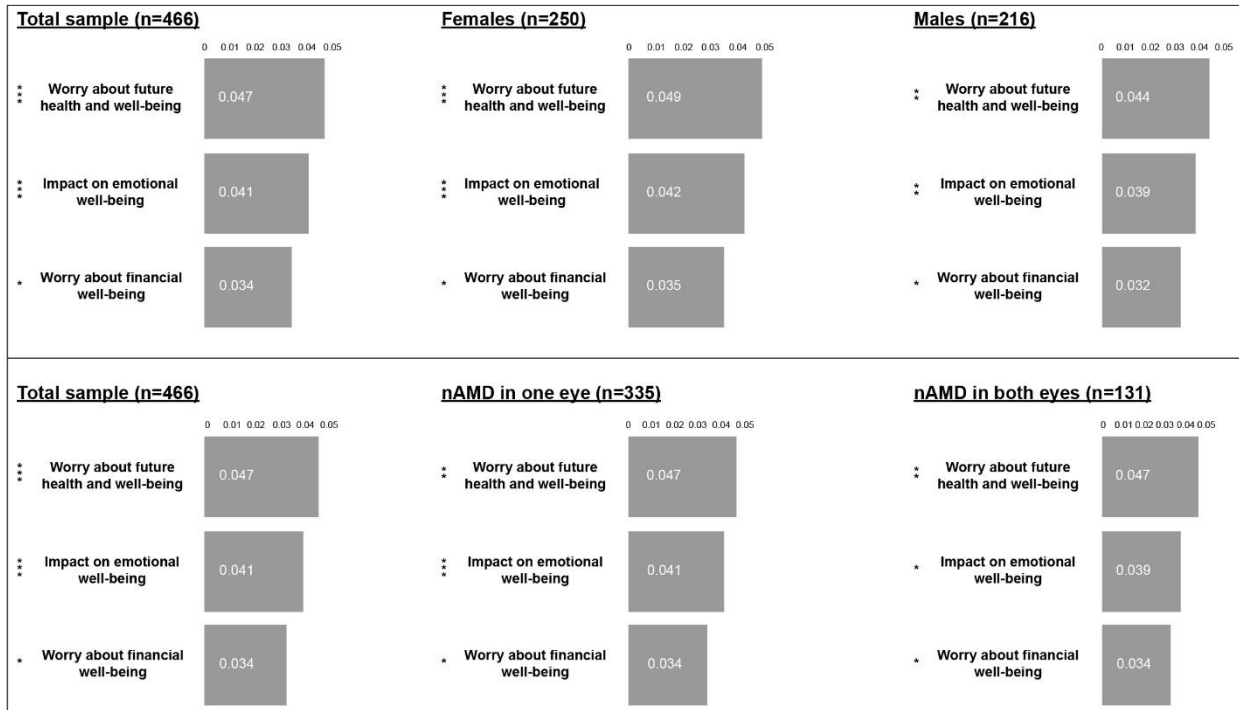 Total sample (n=466)
0 0.01 0.02 0.03 0.04 0.05
*** Worry about future
health and well-being
0.047
*** Impact on emotional
well-being
0.041
* Worry about financial
well-being
0.034
Females (n=250)
0 0.01 0.02 0.03 0.04 0.05
*** Worry about future
health and well-being
0.049
*** Impact on emotional
well-being
0.042
* Worry about financial
well-being
0.035
Males (n=216)
0 0.01 0.02 0.03 0.04 0.05
** Worry about future
health and well-being
0.044
** Impact on emotional
well-being
0.039
* Worry about financial
well-being
0.032
Total sample (n=466)
0 0.01 0.02 0.03 0.04 0.05
*** Worry about future
health and well-being
0.047
*** Impact on emotional
well-being
0.041
* Worry about financial
well-being
0.034
nAMD in one eye (n=335)
0 0.01 0.02 0.03 0.04 0.05
** Worry about future
health and well-being
0.047
*** Impact on emotional
well-being
0.041
* Worry about financial
well-being
0.034
nAMD in both eyes (n=131)
0 0.01 0.02 0.03 0.04 0.05
** Worry about future
health and well-being
0.047
* Impact on emotional
well-being
0.039
* Worry about financial
well-being
0.034